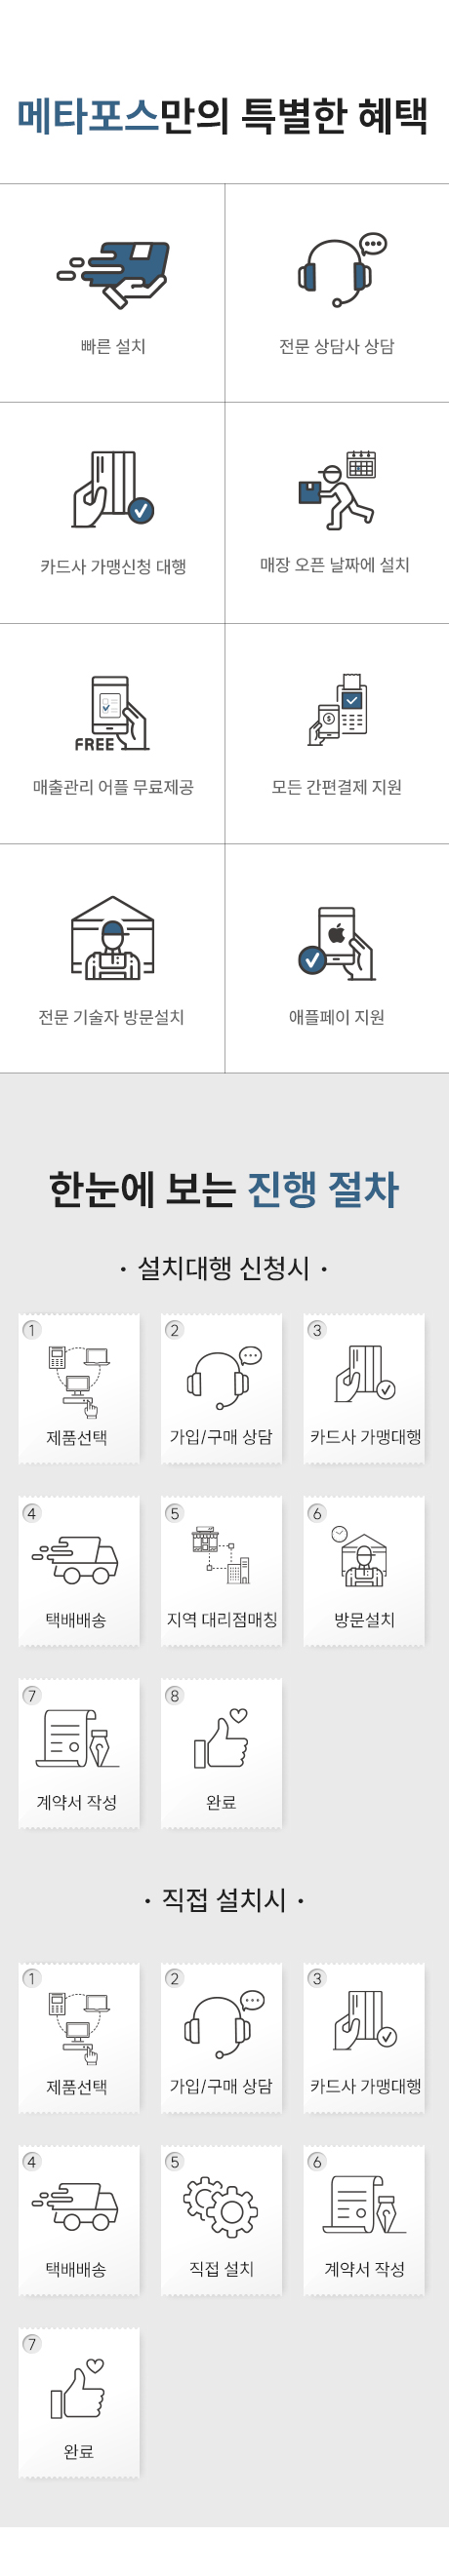 메타포스만의 특별한 혜택
빠른 설치
전문 상담사 상담
카드사 가맹신청 대행
매장 오픈 날짜에 설치
FREE
매출관리 어플 무료제공
모든 간편결제 지원
전문 기술자 방문설치
애플페이 지원
한눈에 보는 진행 절차
· 설치대행 신청시 ·
1
제품선택
2
가입/구매 상담
3
카드사 가맹대행
4
택배배송
5
지역 대리점매칭
6
방문설치
7
계약서 작성
8
완료
· 직접 설치시 ·
1
제품선택
2
가입/구매 상담
3
카드사 가맹대행
4
택배배송
5
직접 설치
6
계약서 작성
7
완료